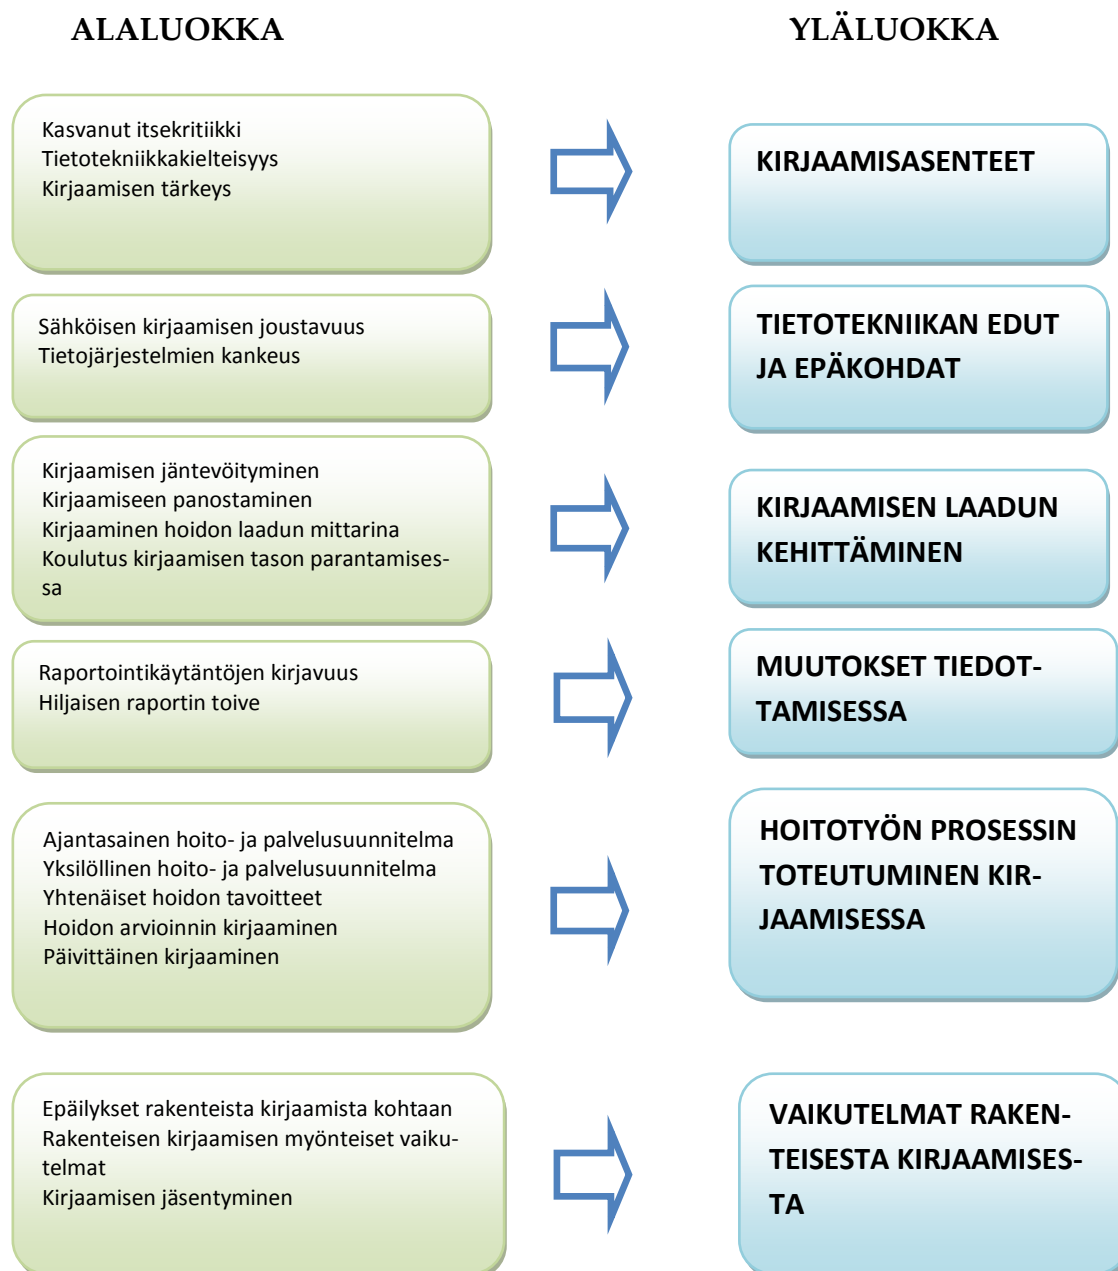 ALALUOKKA
YLÄLUOKKA
Kasvanut itsekritiikki
Tietotekniikkakielteisyys
Kirjaamisen tärkeys
KIRJAAMISASENTEET
Sähköisen kirjaamisen joustavuus
Tietojärjestelmien kankeus
TIETOTEKNIIKAN EDUT
JA EPÄKOHDAT
Kirjaamisen jäntevöityminen
Kirjaamiseen panostaminen
Kirjaaminen hoidon laadun mittarina
Koulutus kirjaamisen tason parantamises-
sa
KIRJAAMISEN LAADUN
KEHITTÄMINEN
Raportointikäytäntöjen kirjavuus
Hiljaisen raportin toive
MUUTOKSET TIEDOT-
TAMISESSA
Ajantasainen hoito- ja palvelusuunnitelma
Yksilöllinen hoito- ja palvelusuunnitelma
Yhtenäiset hoidon tavoitteet
Hoidon arvioinnin kirjaaminen
Päivittäinen kirjaaminen
HOITOTYÖN PROSESSIN
TOTEUTUMINEN KIR-
JAAMISESSA
Epäilykset rakenteista kirjaamista kohtaan
Rakenteisen kirjaamisen myönteiset vaiku-
telmat
Kirjaamisen jäsentyminen
VAIKUTELMAT RAKEN-
TEISESTA KIRJAAMISES-
TA